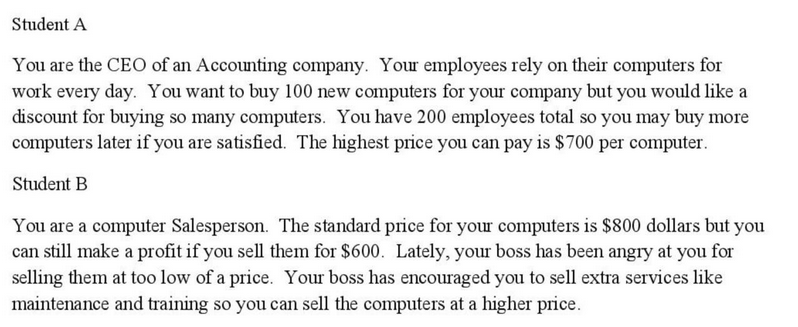 Student A
You are the CEO of an Accounting company.  Your employees rely on their computers for
work every day.  You want to buy 100 new computers for your company but you would like a
discount for buying so many computers.  You have 200 employees total so you may buy more
computers later if you are satisfied.  The highest price you can pay is $700 per computer.
Student B
You are a computer Salesperson.  The standard price for your computers is $800 dollars but you
can still make a profit if you sell them for $600.  Lately, your boss has been angry at you for
selling them at too low of a price.  Your boss has encouraged you to sell extra services like
maintenance and training so you can sell the computers at a higher price.